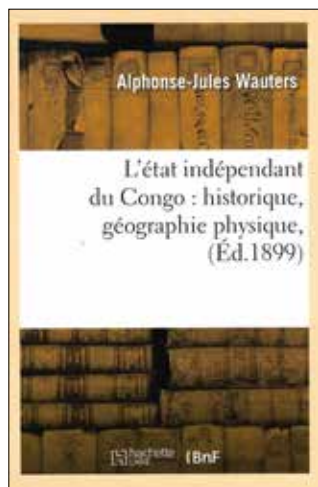 Alphonse-Jules Wauters
L'état indépendant
du Congo : historique,
géographie physique,
(Éd.1899)
hachette
{BnF